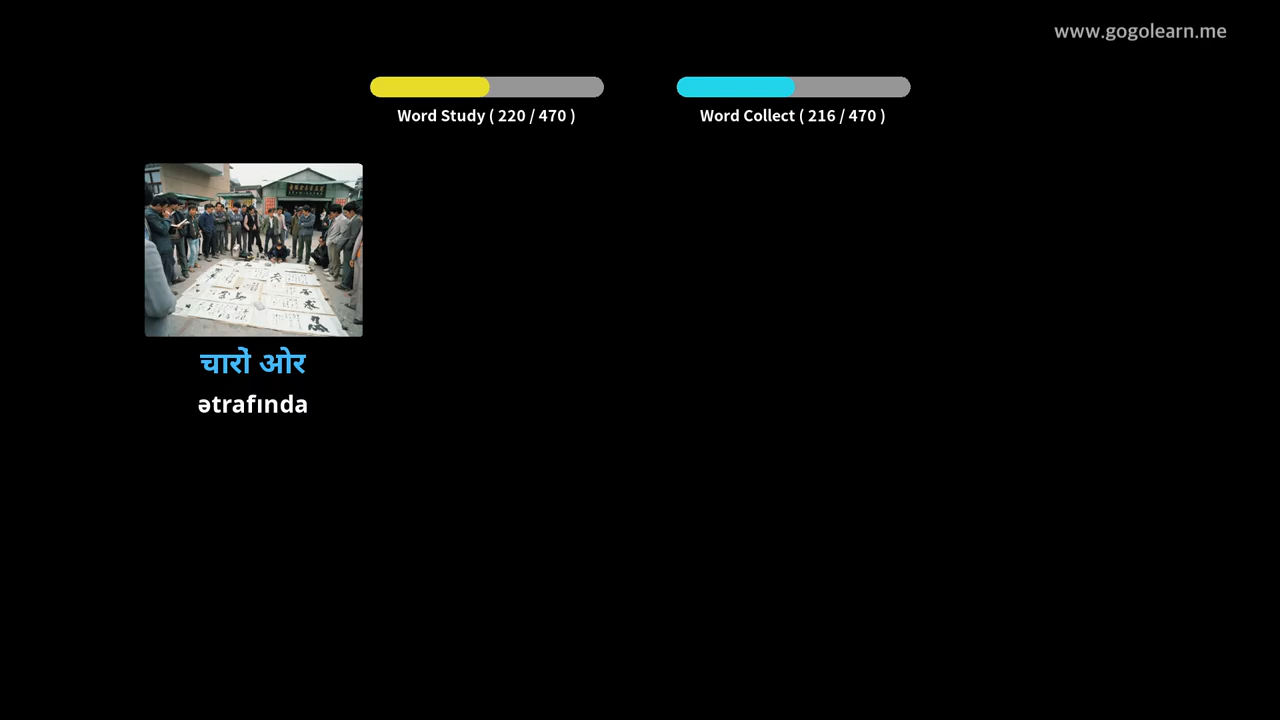 www.gogolearn.me
Word Study ( 220 / 470 )
Word Collect ( 216 / 470 )
चारों ओर
ətrafında